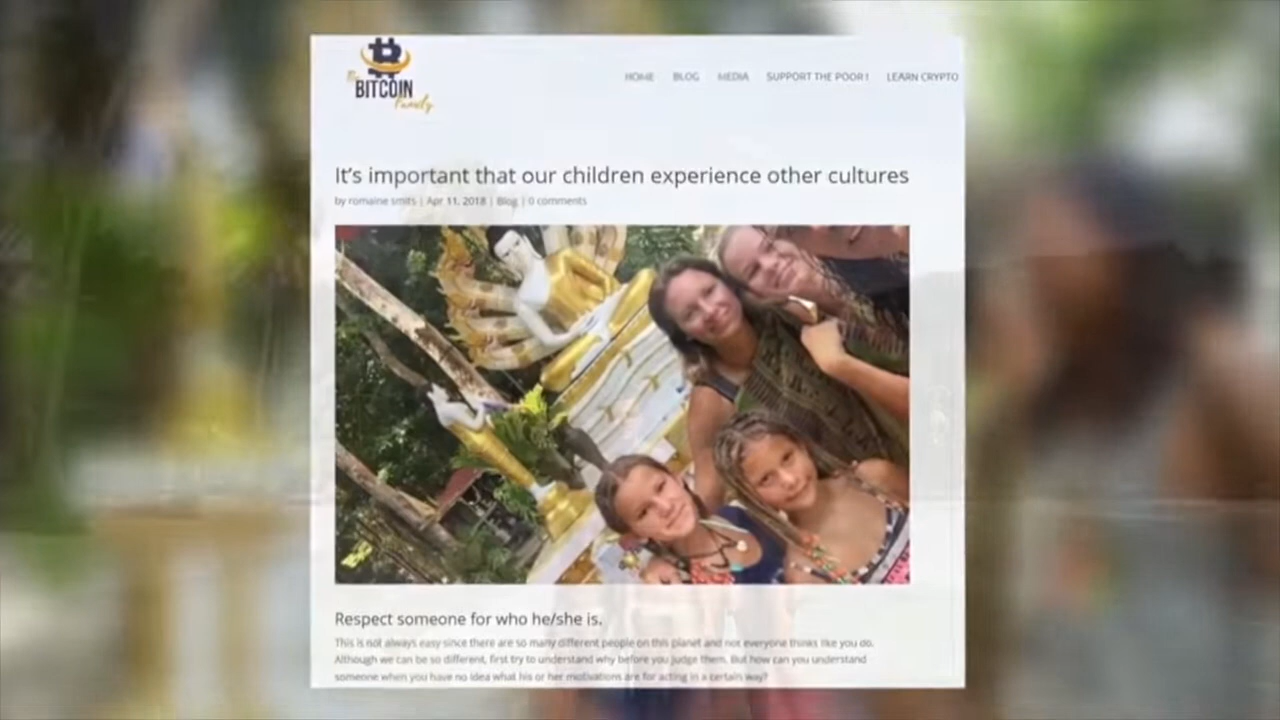 The
BITCOIN
Family
HOME BLOG MEDIA SUPPORT THE POOR ! LEARN CRYPTO
It's important that our children experience other cultures
by romaine smits | Apr 11, 2018 | Blog | 0 comments
Respect someone for who he/she is.
This is not always easy since there are so many different people on this planet and not everyone thinks like you do.
Although we can be so different, first try to understand why before you judge them. But how can you understand
someone when you have no idea what his or her motivations are for acting in a certain way?